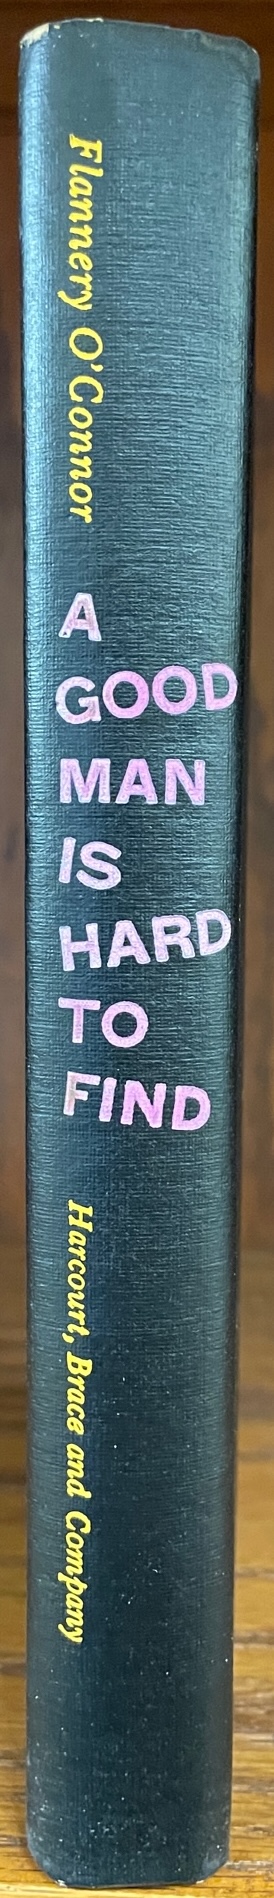 Flannery O'Connor
A
GOOD
MAN
IS
HARD
TO
FIND
Harcourt, Brace and Company